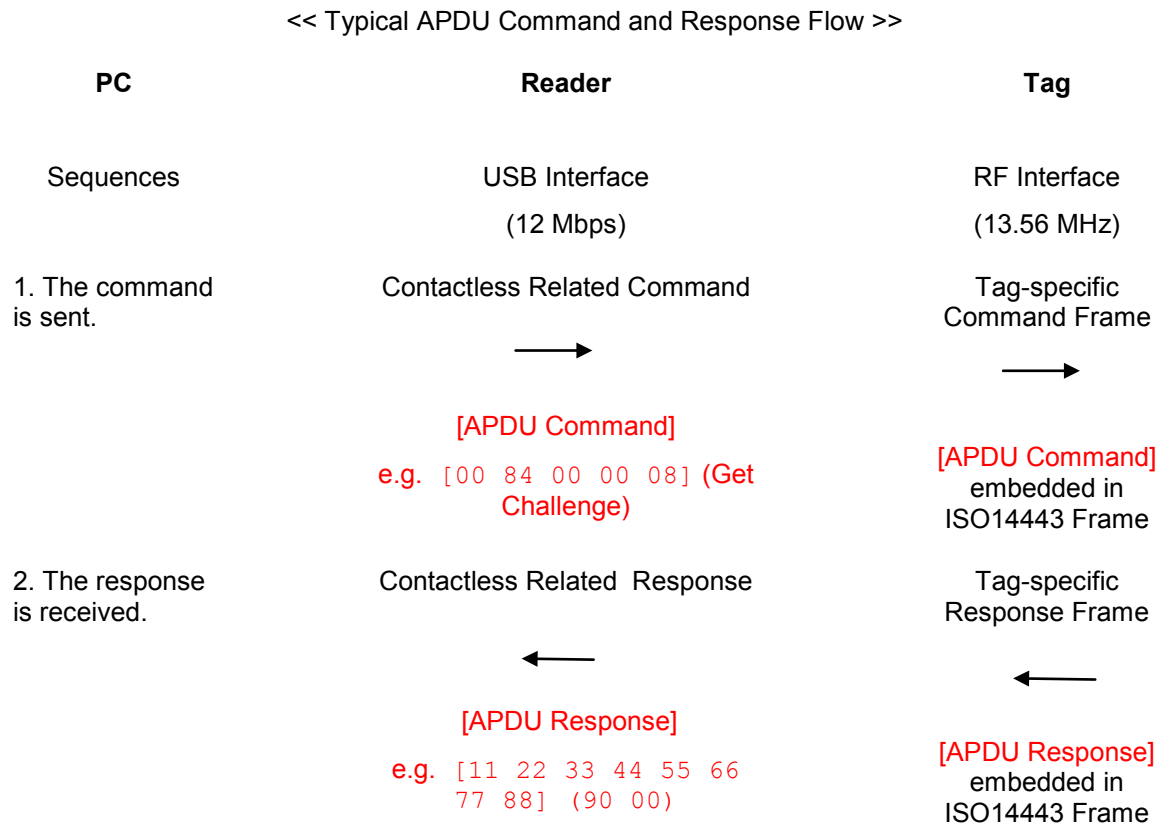 << Typical APDU Command and Response Flow >>
PC Reader Tag
Sequences USB Interface RF Interface
(12 Mbps) (13.56 MHz)
1. The command
is sent.
Contactless Related Command
Tag-specific
Command Frame
[APDU Command]
e.g. [00 84 00 00 08] (Get
Challenge)
[APDU Command]
embedded in
ISO14443 Frame
2. The response
is received.
Contactless Related Response
Tag-specific
Response Frame
[APDU Response]
e.g. [11 22 33 44 55 66
77 88] (90 00)
[APDU Response]
embedded in
ISO14443 Frame